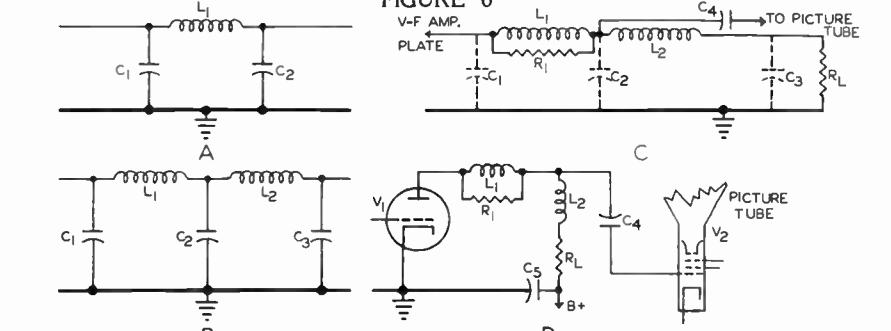 FIGURE 6
L1
C1
C2
A
V-F AMP.
PLATE
L1
R1
C1
C2
L2
C4
TO PICTURE
TUBE
C3
RL
C
L1
L2
C1
C2
C3
V1
L1
R1
L2
RL
C4
C5
B+
PICTURE
TUBE
V2